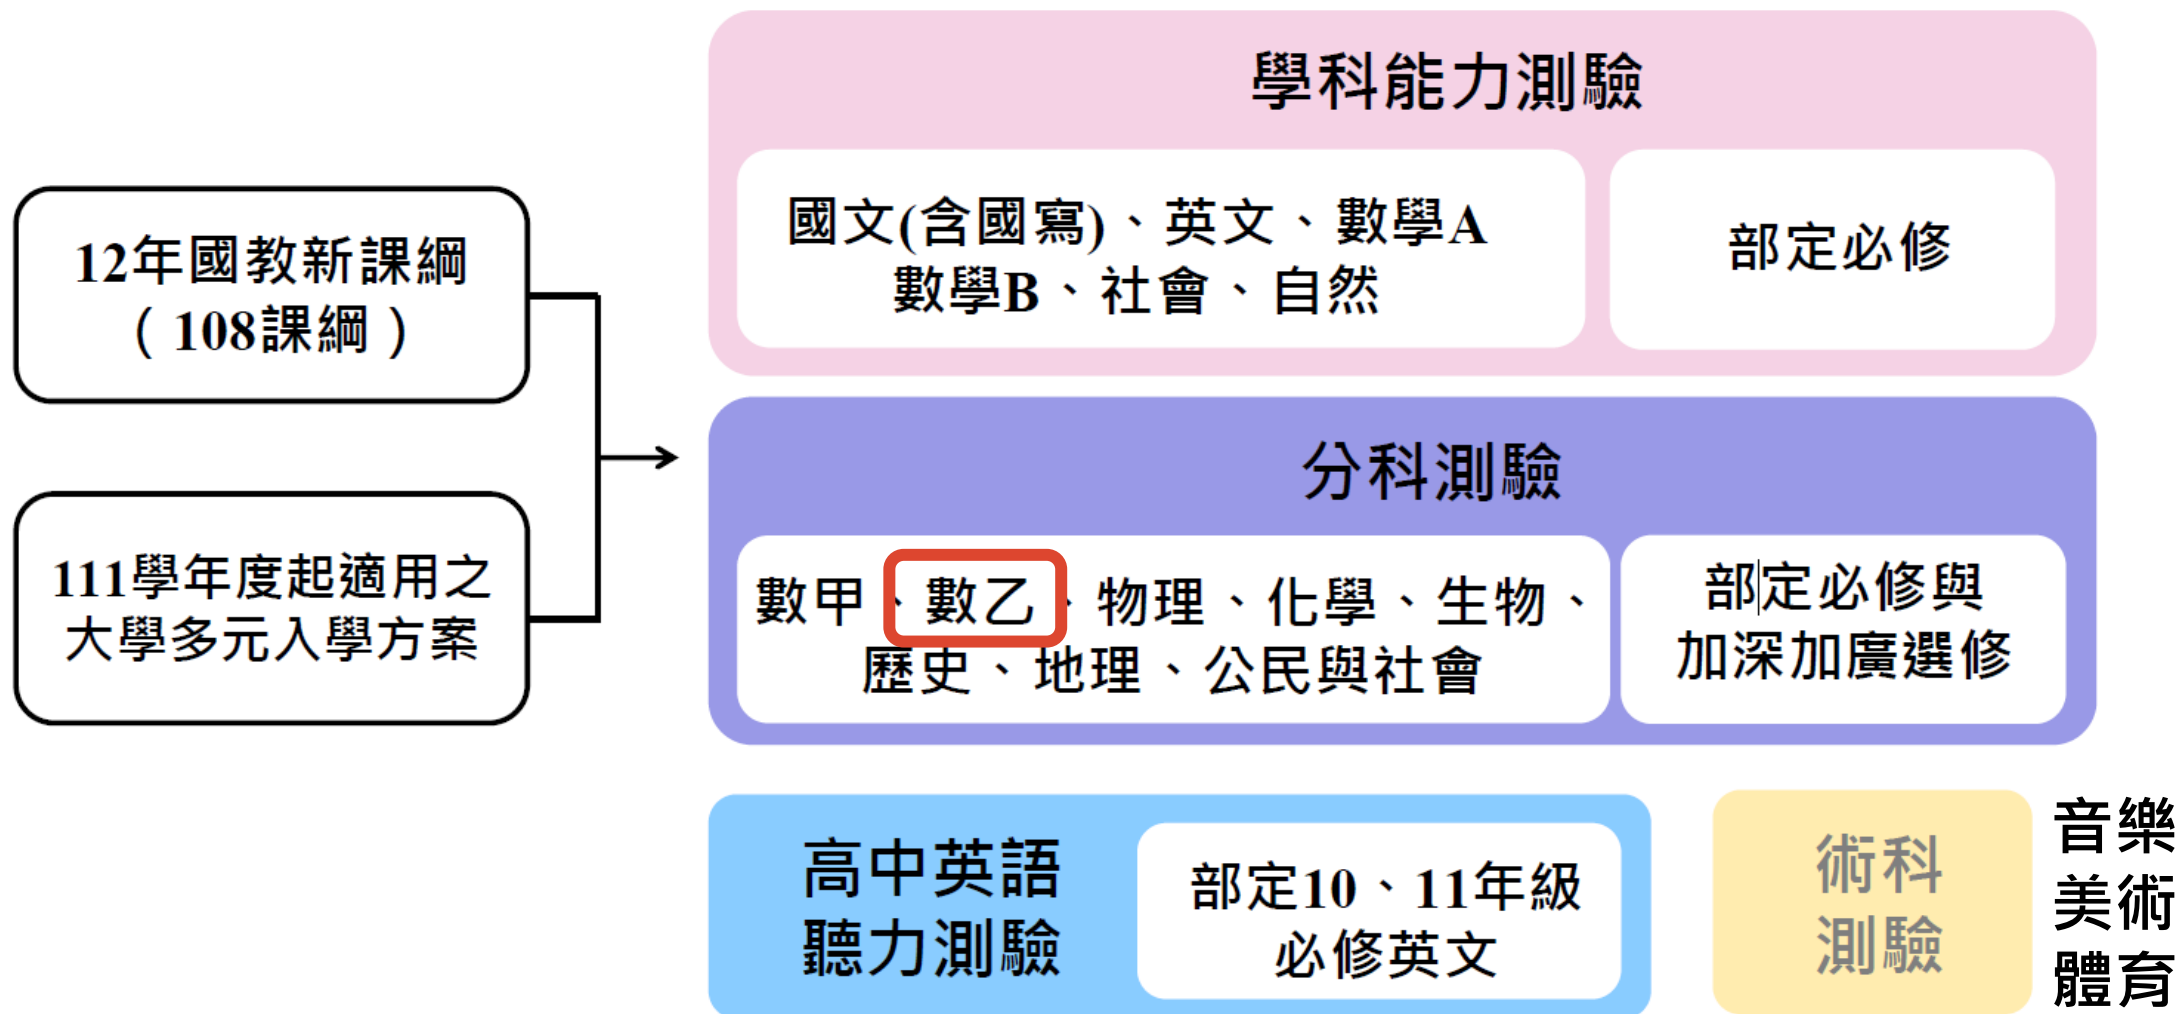 12年國教新課綱
（108課綱）
111學年度起適用之
大學多元入學方案
學科能力測驗
國文(含國寫)、英文、數學A
數學B、社會、自然
部定必修
分科測驗
數甲、數乙、物理、化學、生物、
歷史、地理、公民與社會
部定必修與
加深加廣選修
高中英語
聽力測驗
部定10、11年級
必修英文
術科
測驗
音樂
美術
體育